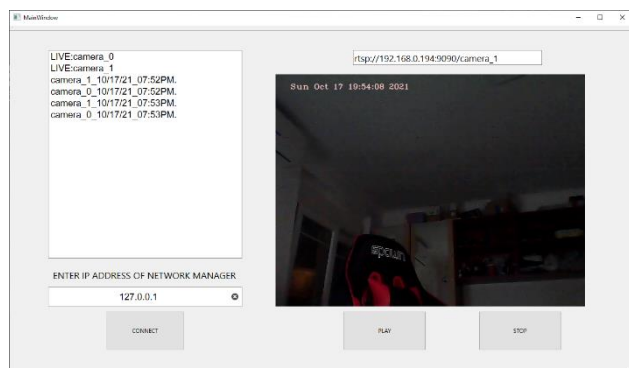 MainWindow
LIVE:camera_0
LIVE:camera_1
camera_1_10/17/21_07:52PM.
camera_0_10/17/21_07:52PM.
camera_1_10/17/21_07:53PM.
camera_0_10/17/21_07:53PM.
ENTER IP ADDRESS OF NETWORK MANAGER
127.0.0.1
CONNECT
rtsp://192.168.0.194:9090/camera_1
Sun Oct 17 19:54:08 2021
spawn
PLAY
STOP